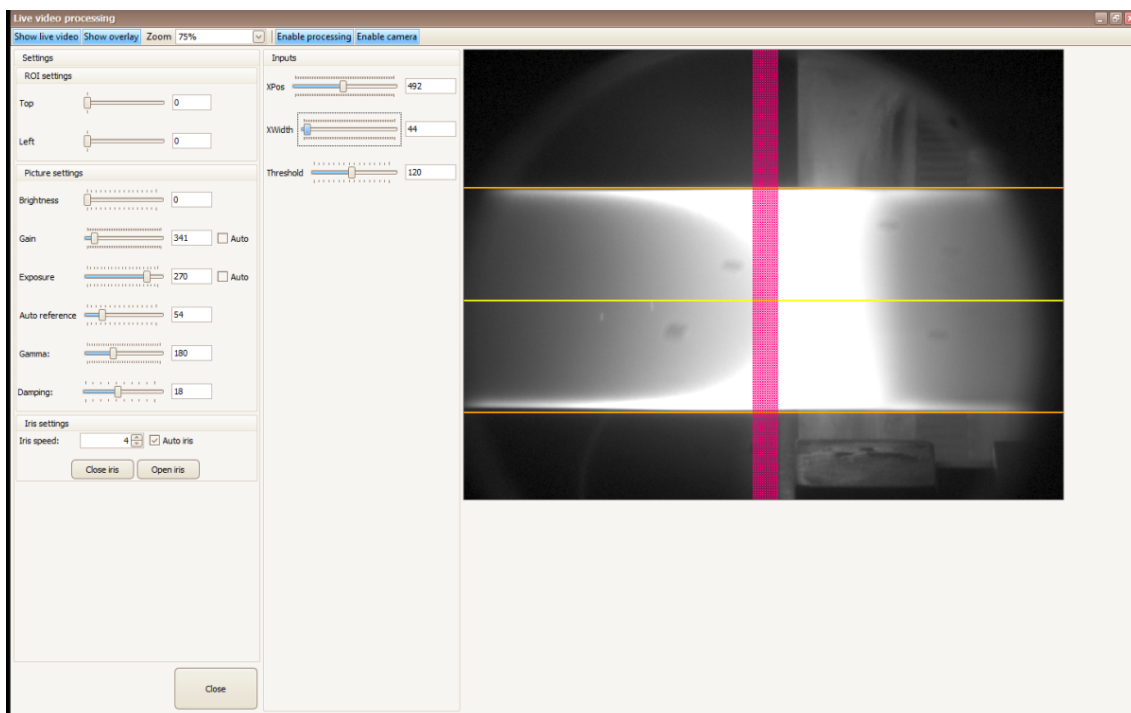 Live video processing
Show live video Show overlay Zoom 75% Enable processing Enable camera
Settings
ROI settings
Top 0
Left 0
Picture settings
Brightness 0
Gain 341 Auto
Exposure 270 Auto
Auto reference 54
Gamma: 180
Damping: 18
Iris settings
Iris speed: 4 Auto iris
Close iris Open iris
Close
Inputs
XPos 492
XWidth 44
Threshold 120